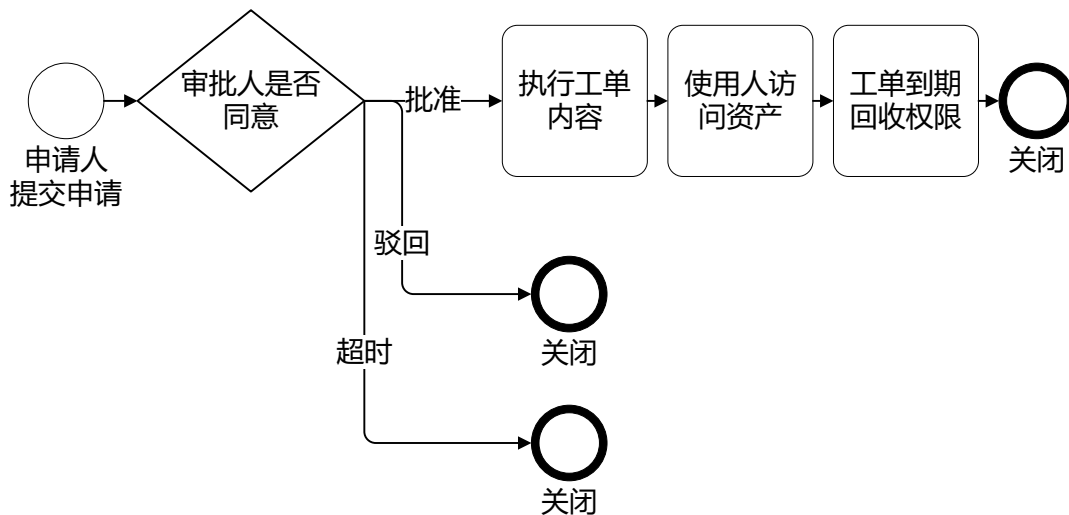 申请人
提交申请
审批人是否
同意
批准
执行工单
内容
使用人访
问资产
工单到期
回收权限
关闭
驳回
关闭
超时
关闭